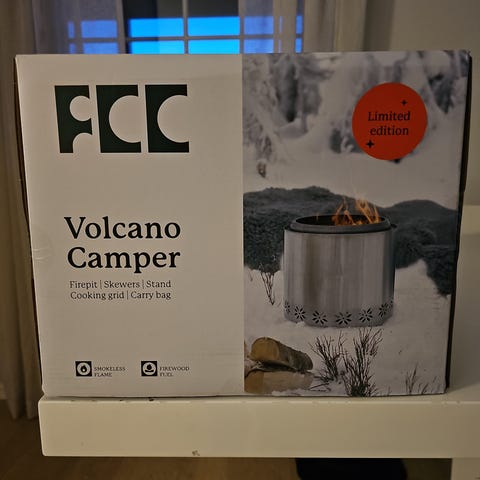 FCC
Limited
edition
Volcano
Camper
Firepit | Skewers | Stand
Cooking grid | Carry bag
SMOKELESS
FLAME
FIREWOOD
FUEL